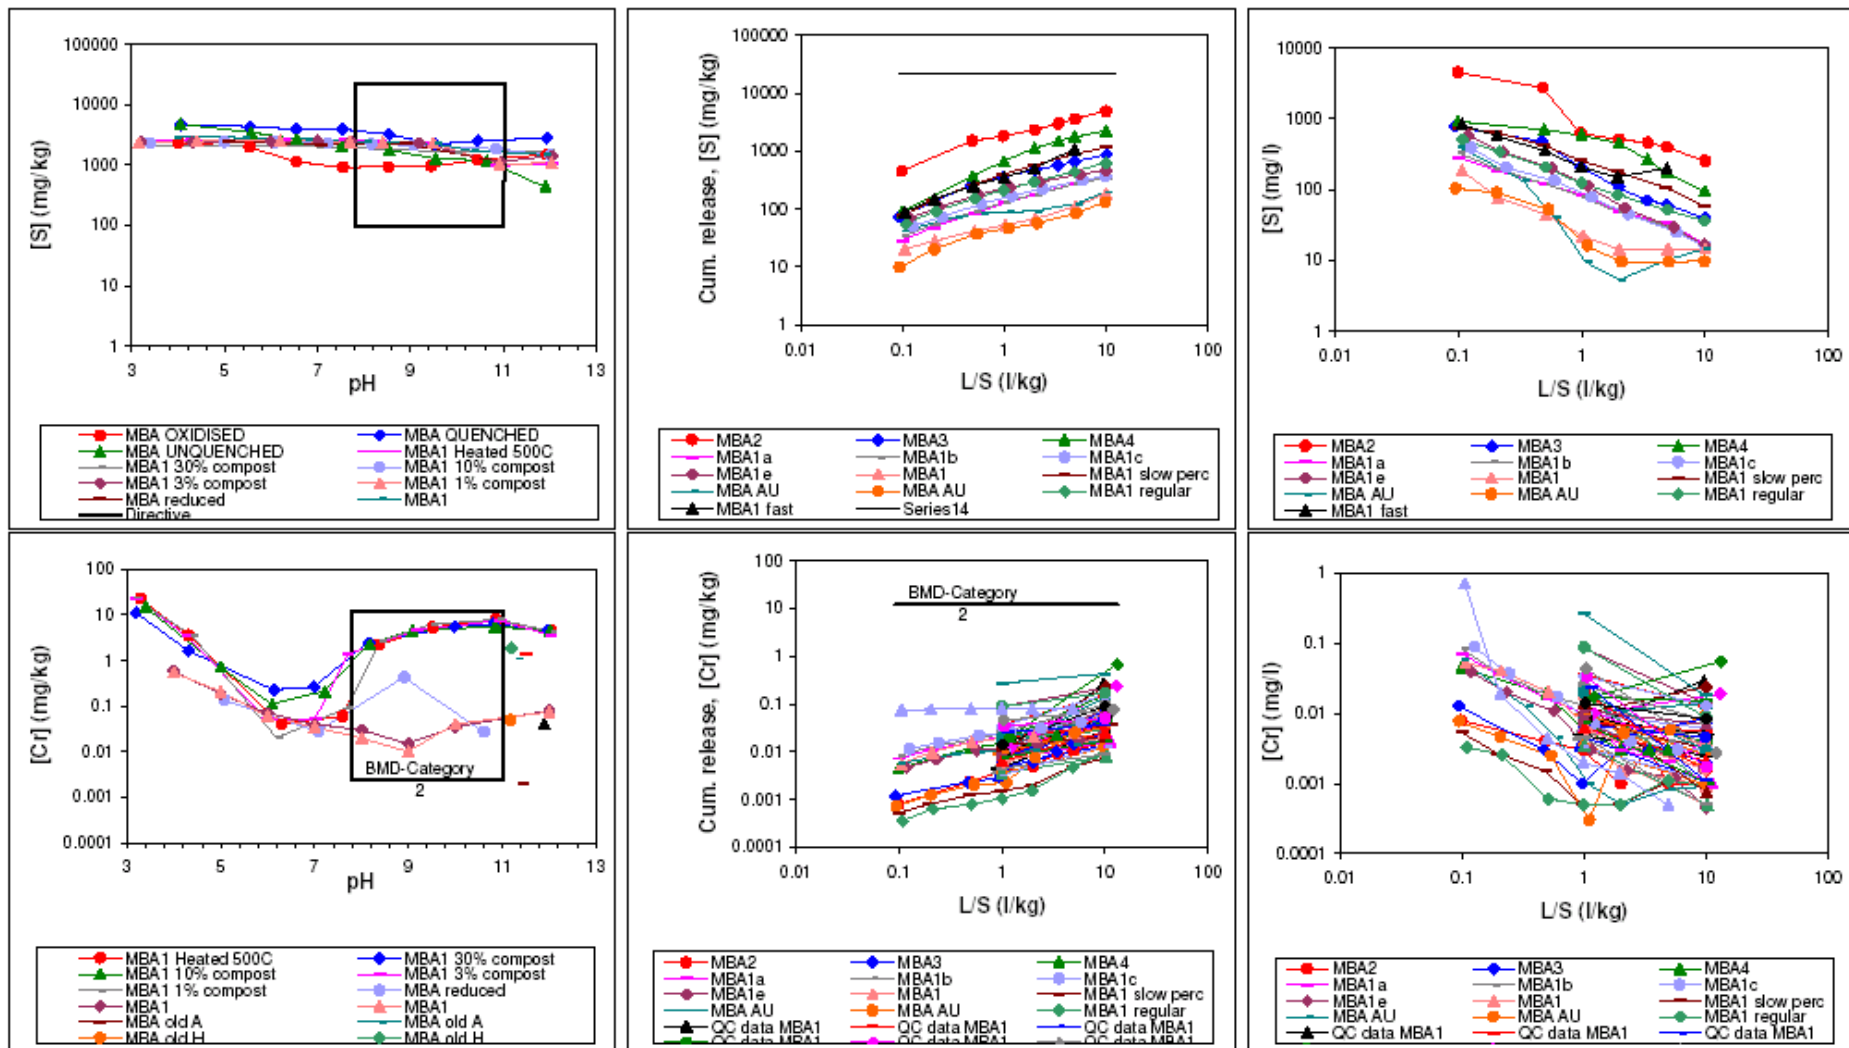 100000
10000
1000
100
10
1
[S] (mg/kg)
3 5 7 9 11 13
pH
MBA OXIDISED MBA QUENCHED
MBA UNQUENCHED MBA1 Heated 500C
MBA1 30% compost MBA1 10% compost
MBA1 3% compost MBA1 1% compost
MBA reduced MBA1
Directive
100000
10000
1000
100
10
1
Cum. release, [S] (mg/kg)
0.01 0.1 1 10 100
L/S (l/kg)
MBA2 MBA3 MBA4
MBA1a MBA1b MBA1c
MBA1e MBA1 MBA1 slow perc
MBA AU MBA AU MBA1 regular
MBA1 fast Series14
10000
1000
100
10
1
[S] (mg/l)
0.01 0.1 1 10 100
L/S (l/kg)
MBA2 MBA3 MBA4
MBA1a MBA1b MBA1c
MBA1e MBA1 MBA1 slow perc
MBA AU MBA AU MBA1 regular
MBA1 fast
100
10
1
0.1
0.01
0.001
0.0001
[Cr] (mg/kg)
BMD-Category
2
3 5 7 9 11 13
pH
MBA1 Heated 500C MBA1 30% compost
MBA1 10% compost MBA1 3% compost
MBA1 1% compost MBA reduced
MBA1 MBA1
MBA old A MBA old A
MBA old H MBA old H
100
10
1
0.1
0.01
0.001
0.0001
Cum. release, [Cr] (mg/kg)
BMD-Category
2
0.01 0.1 1 10 100
L/S (l/kg)
MBA2 MBA3 MBA4
MBA1a MBA1b MBA1c
MBA1e MBA1 MBA1 slow perc
MBA AU MBA AU MBA1 regular
QC data MBA1 QC data MBA1 QC data MBA1
QC data MBA1 QC data MBA1 QC data MBA1
1
0.1
0.01
0.001
0.0001
[Cr] (mg/l)
0.01 0.1 1 10 100
L/S (l/kg)
MBA2 MBA3 MBA4
MBA1a MBA1b MBA1c
MBA1e MBA1 MBA1 slow perc
MBA AU MBA AU MBA1 regular
QC data MBA1 QC data MBA1 QC data MBA1